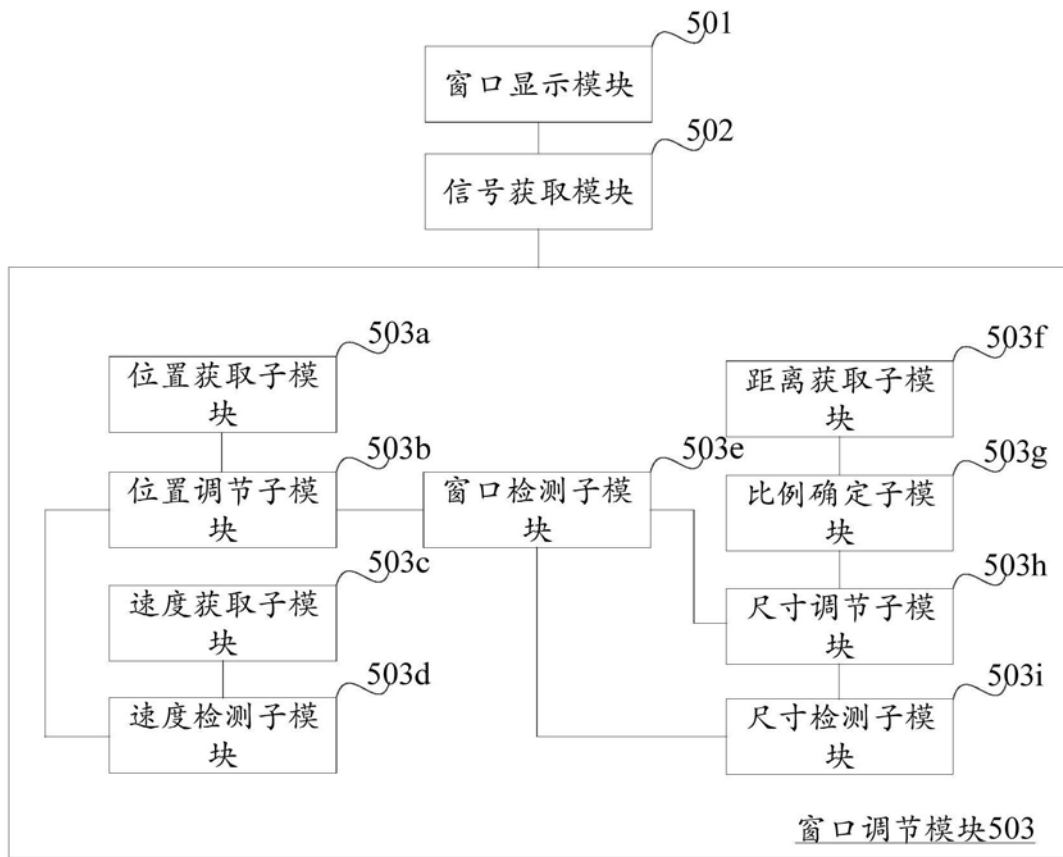 501
窗口显示模块
502
信号获取模块
503a
位置获取子模
块
503b
位置调节子模
块
503c
速度获取子模
块
503d
速度检测子模
块
503e
窗口检测子模
块
503f
距离获取子模
块
503g
比例确定子模
块
503h
尺寸调节子模
块
503i
尺寸检测子模
块
窗口调节模块503